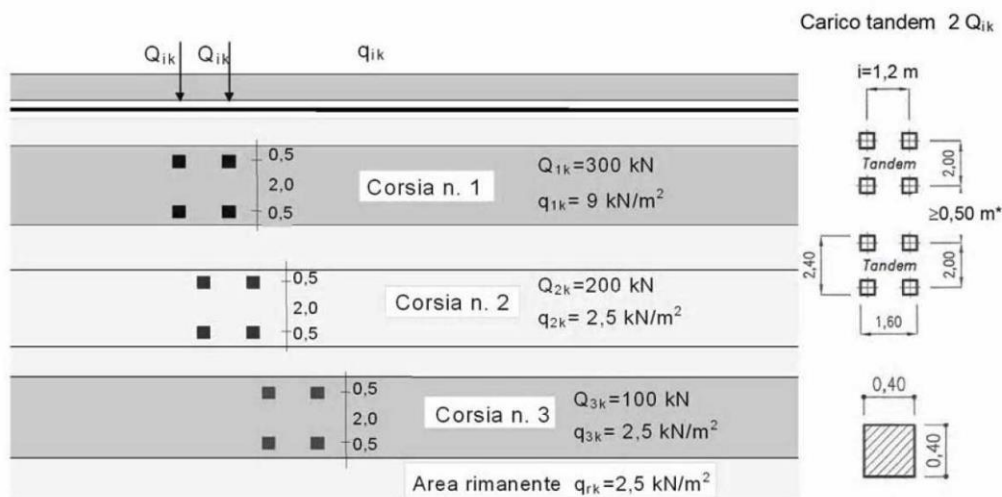 Carico tandem 2 Qik
Qik Qik qik
i=1,2 m
0,5
2,0
0,5
Corsia n. 1
Q1k=300 kN
q1k= 9 kN/m²
Tandem
2,00
≥0,50 m*
0,5
2,0
0,5
Corsia n. 2
Q2k=200 kN
q2k= 2,5 kN/m²
2,40
Tandem
2,00
1,60
0,5
2,0
0,5
Corsia n. 3
Q3k=100 kN
q3k= 2,5 kN/m²
0,40
0,40
Area rimanente qrk=2,5 kN/m²